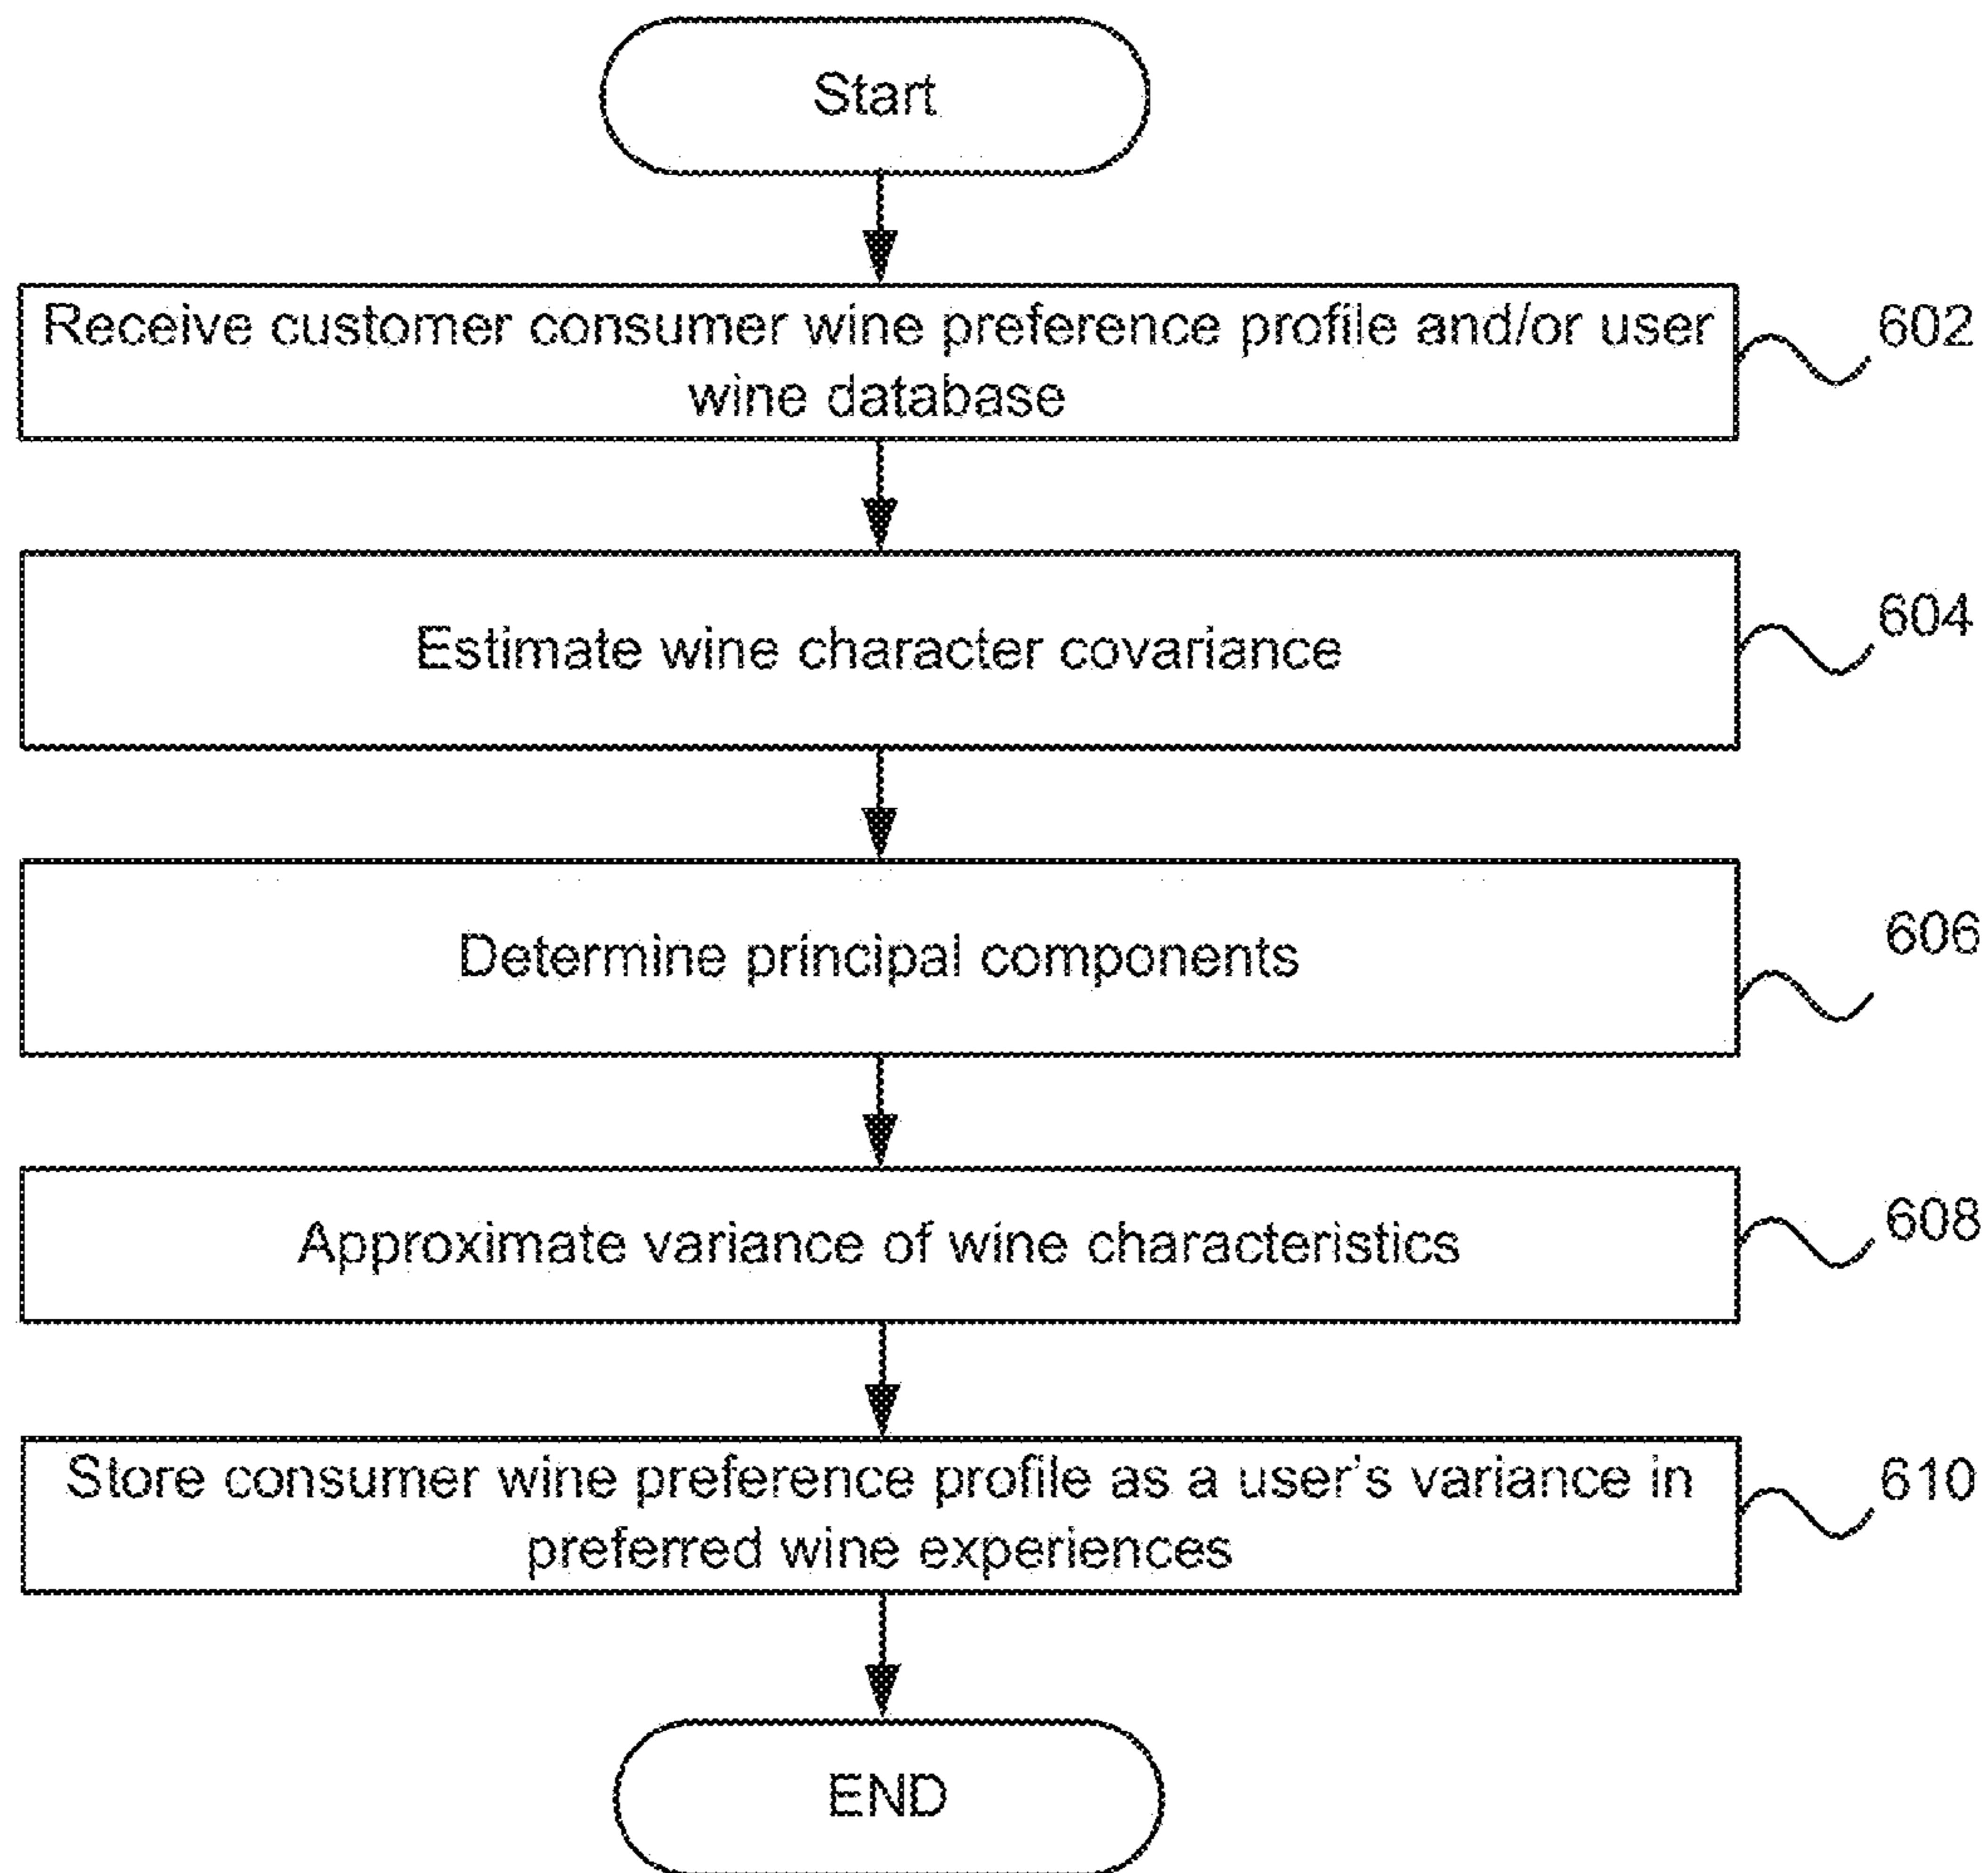 Start
Receive customer consumer wine preference profile and/or user
wine database
602
Estimate wine character covariance
604
Determine principal components
606
Approximate variance of wine characteristics
608
Store consumer wine preference profile as a user's variance in
preferred wine experiences
610
END